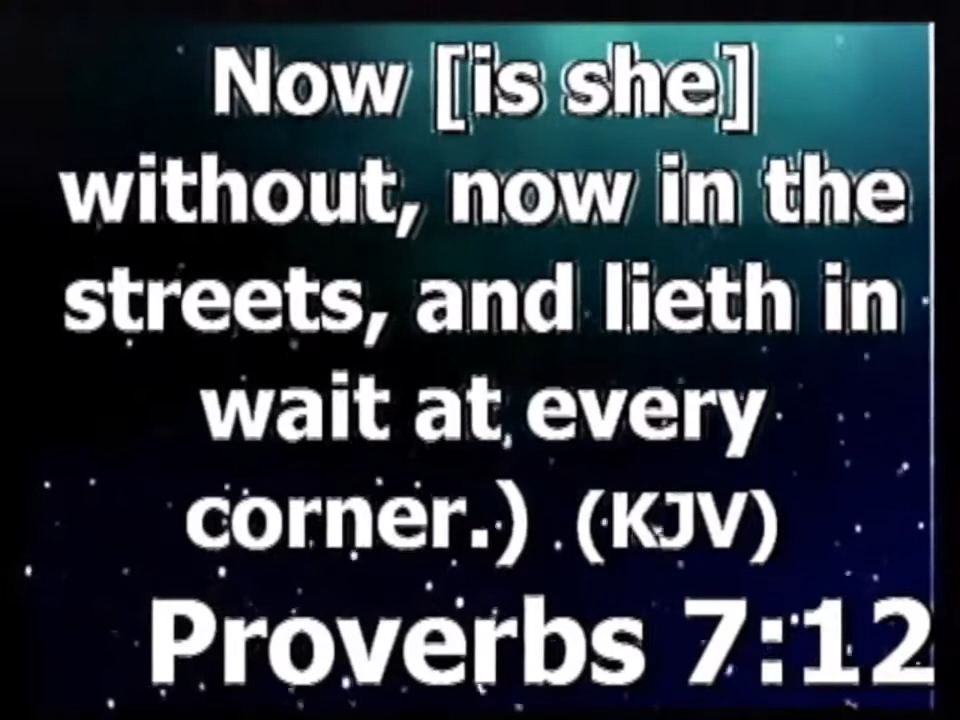 Now [is she]
without, now in the
streets, and lieth in
wait at every
corner.) (KJV)
Proverbs 7:12